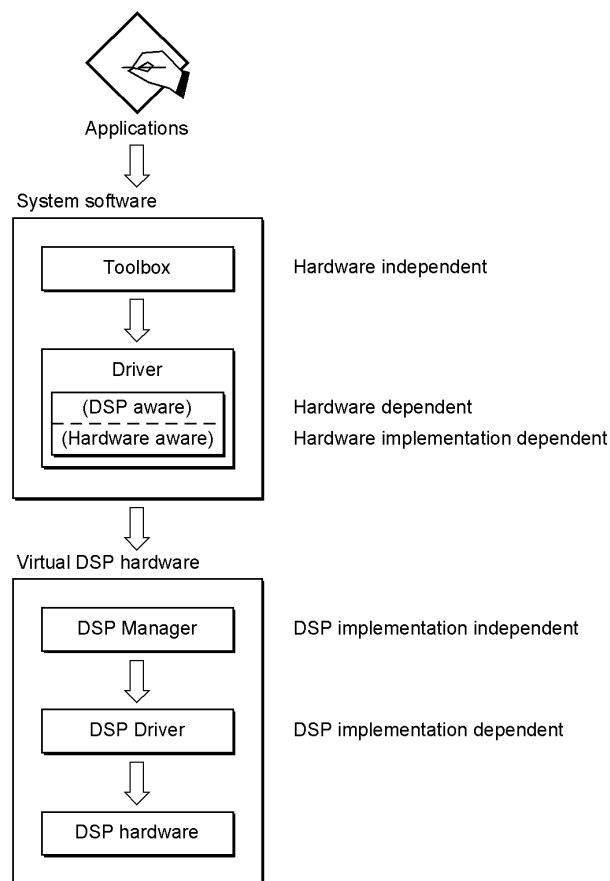 Applications
System software
Toolbox
Hardware independent
Driver
(DSP aware)
Hardware dependent
(Hardware aware)
Hardware implementation dependent
Virtual DSP hardware
DSP Manager
DSP implementation independent
DSP Driver
DSP implementation dependent
DSP hardware